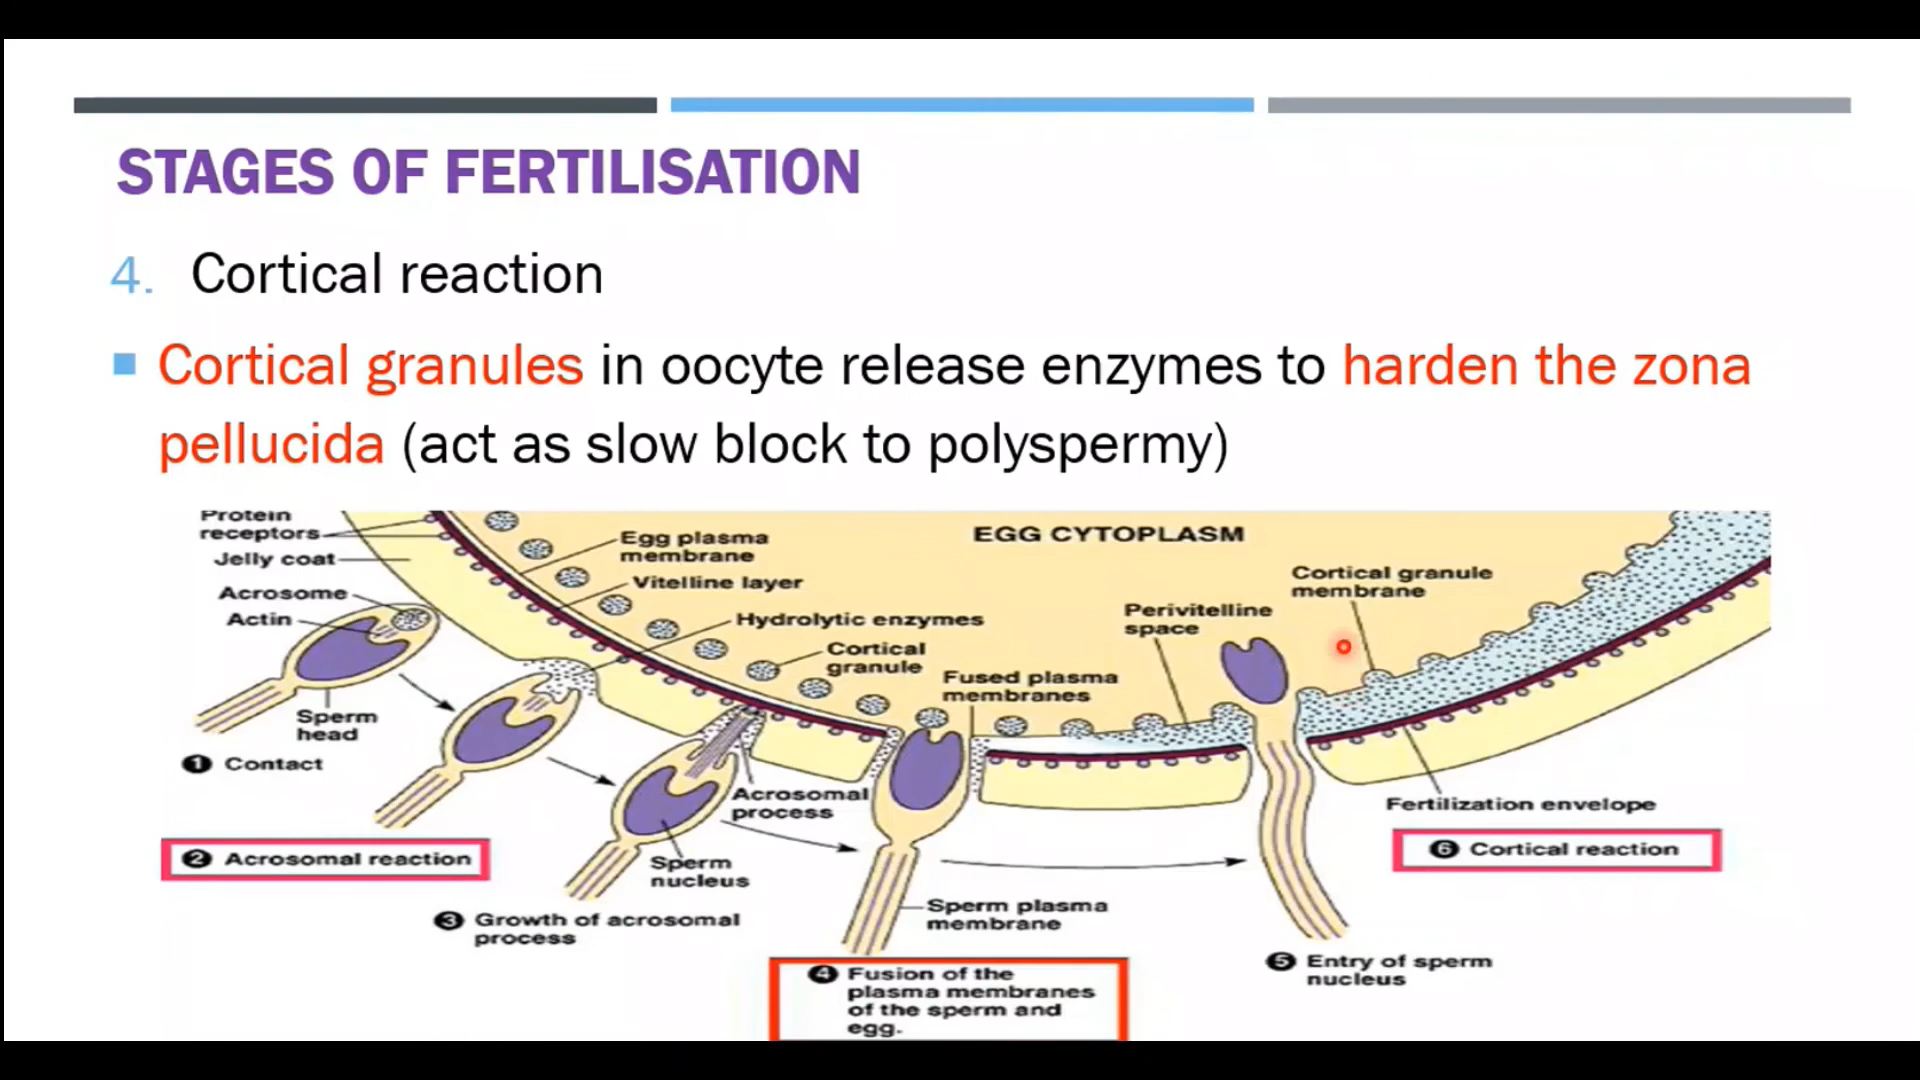 STAGES OF FERTILISATION
4. Cortical reaction
Cortical granules in oocyte release enzymes to harden the zona
pellucida (act as slow block to polyspermy)
Protein
receptors
Jelly coat
Acrosome
Actin
Sperm
head
1 Contact
2 Acrosomal reaction
Egg plasma
membrane
Vitelline layer
Hydrolytic enzymes
Cortical
granule
Acrosomal
process
Sperm
nucleus
3 Growth of acrosomal
process
EGG CYTOPLASM
Fused plasma
membranes
Sperm plasma
membrane
4 Fusion of the
plasma membranes
of the sperm and
egg.
Perivitelline
space
Cortical granule
membrane
5 Entry of sperm
nucleus
Fertilization envelope
6 Cortical reaction